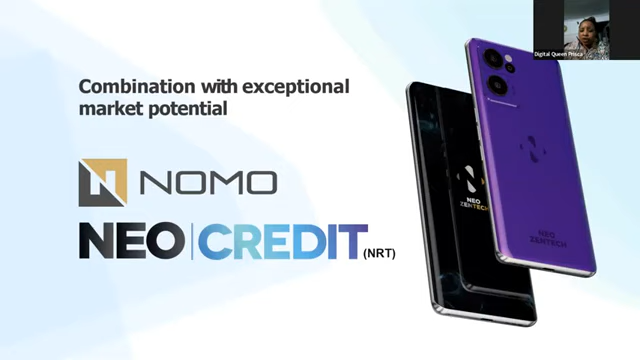 Digital Queen Prisca
Combination with exceptional
market potential
N NOMO
NEO | CREDIT (NRT)
NEO
ZENTECH
NEO
ZENTECH